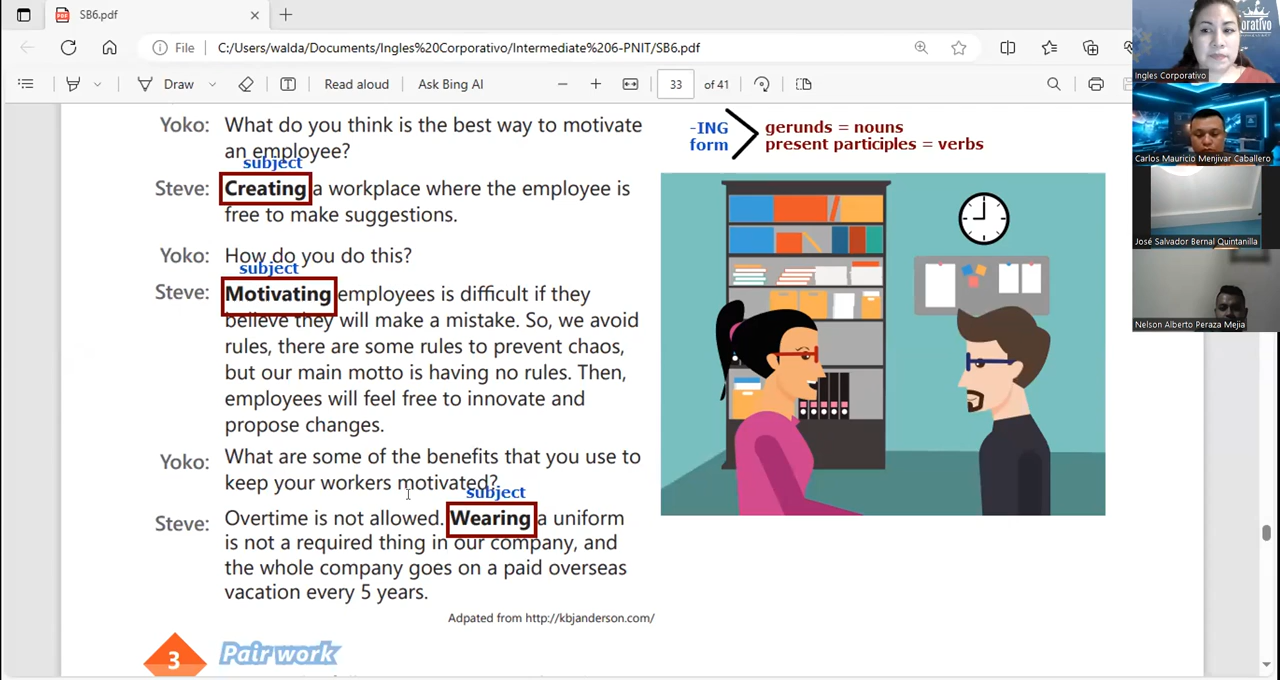 SB6.pdf
File C:/Users/walda/Documents/Ingles%20Corporativo/Intermediate%206-PNIT/SB6.pdf
Draw Read aloud Ask Bing AI 33 of 41
Yoko: What do you think is the best way to motivate
an employee?
subject
Steve: Creating a workplace where the employee is
free to make suggestions.
Yoko: How do you do this?
subject
Steve: Motivating employees is difficult if they
believe they will make a mistake. So, we avoid
rules, there are some rules to prevent chaos,
but our main motto is having no rules. Then,
employees will feel free to innovate and
propose changes.
Yoko: What are some of the benefits that you use to
keep your workers motivated?
subject
Steve: Overtime is not allowed. Wearing a uniform
is not a required thing in our company, and
the whole company goes on a paid overseas
vacation every 5 years.
Adpated from http://kbjanderson.com/
3 Pair work
-ING
form
gerunds = nouns
present participles = verbs
Ingles Corporativo
Carlos Mauricio Menjivar Caballero
José Salvador Bernal Quintanilla
Nelson Alberto Peraza Mejia